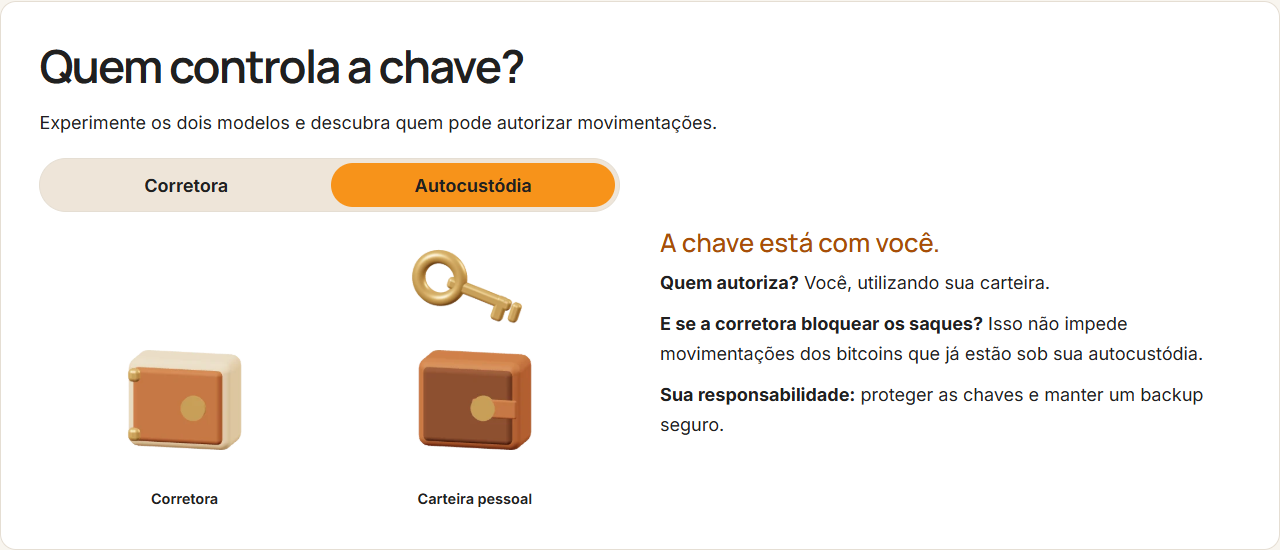 Quem controla a chave?
Experimente os dois modelos e descubra quem pode autorizar movimentações.
Corretora
Autocustódia
A chave está com você.
Quem autoriza? Você, utilizando sua carteira.
E se a corretora bloquear os saques? Isso não impede
movimentações dos bitcoins que já estão sob sua autocustódia.
Sua responsabilidade: proteger as chaves e manter um backup
seguro.
Corretora
Carteira pessoal